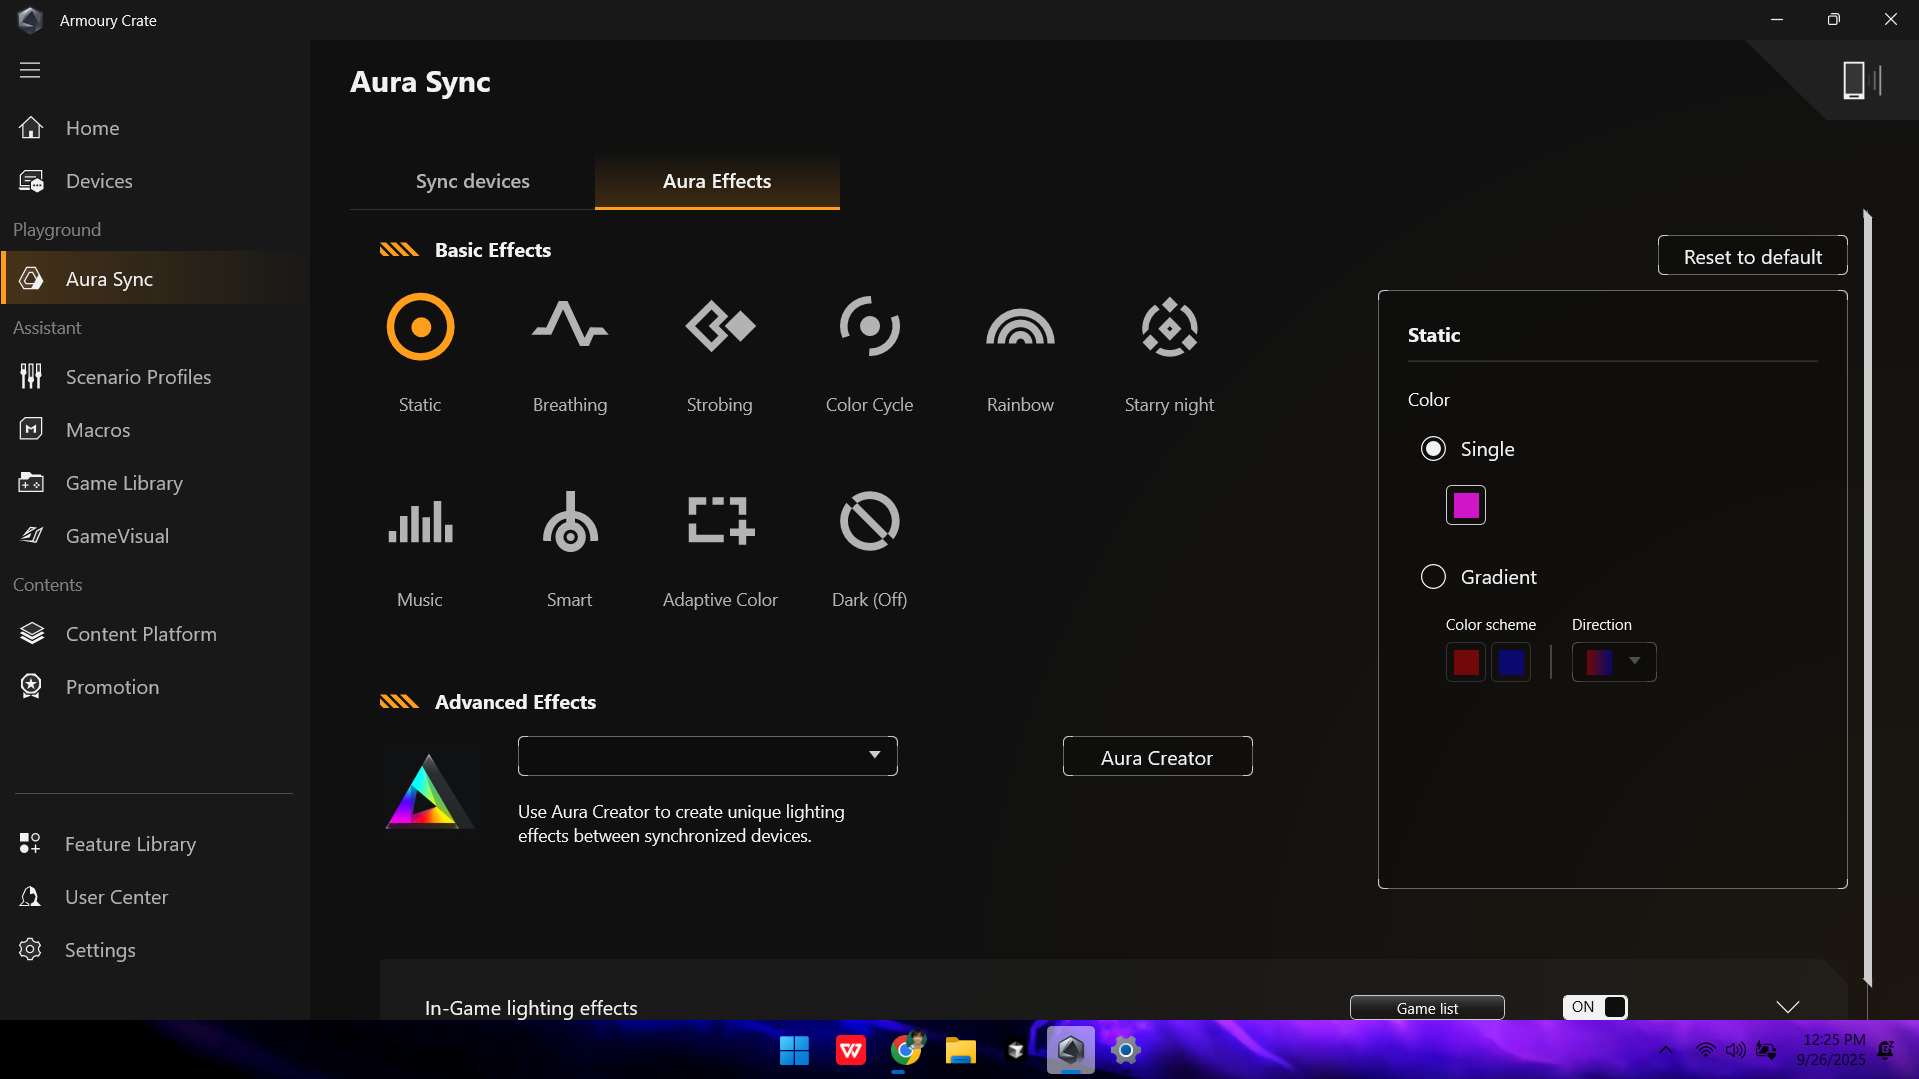 Armoury Crate
Aura Sync
Home
Devices
Playground
Aura Sync
Assistant
Scenario Profiles
Macros
Game Library
GameVisual
Contents
Content Platform
Promotion
Feature Library
User Center
Settings
Sync devices
Aura Effects
Basic Effects
Reset to default
Static
Breathing
Strobing
Color Cycle
Rainbow
Starry night
Music
Smart
Adaptive Color
Dark (Off)
Static
Color
Single
Gradient
Color scheme
Direction
Advanced Effects
Aura Creator
Use Aura Creator to create unique lighting
effects between synchronized devices.
In-Game lighting effects
Game list
ON
12:25 PM
9/26/2025